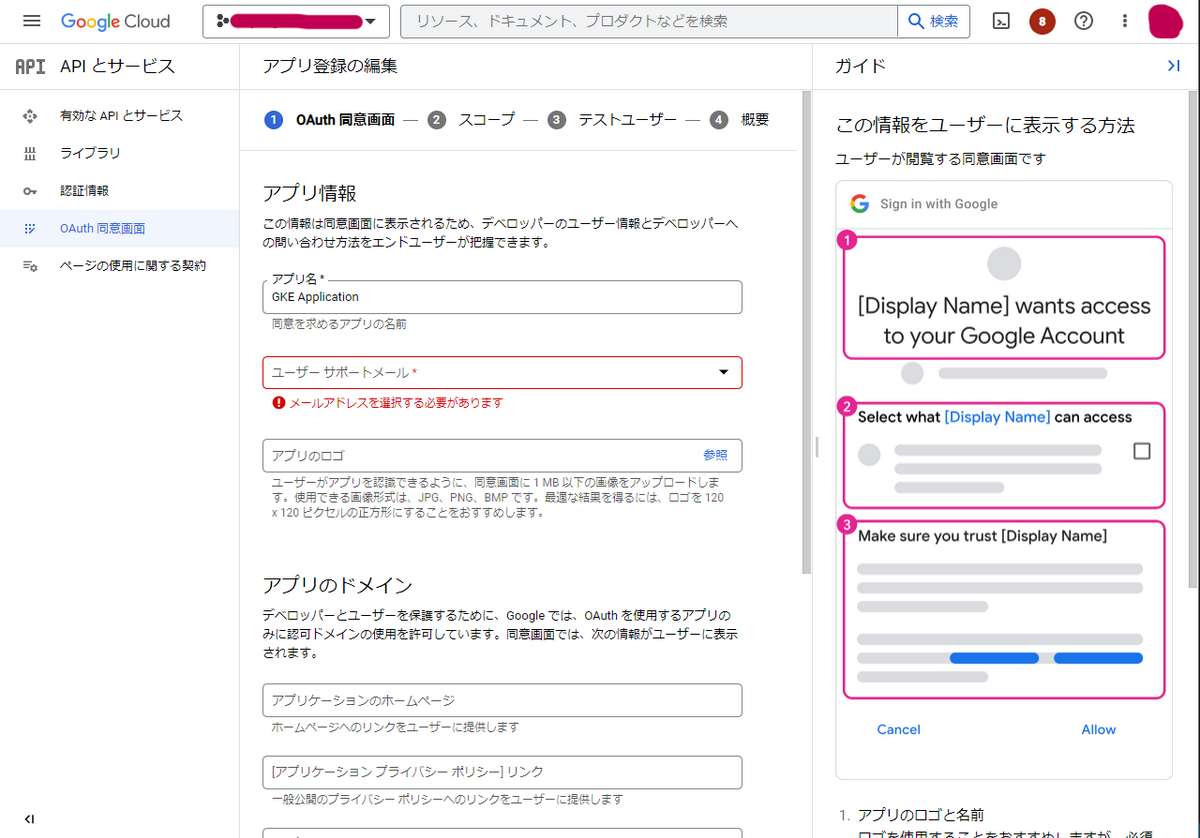 Google Cloud
リソース、ドキュメント、プロダクトなどを検索
検索
8
API API とサービス
有効な API とサービス
ライブラリ
認証情報
OAuth 同意画面
ページの使用に関する契約
アプリ登録の編集
1 OAuth 同意画面 — 2 スコープ — 3 テストユーザー — 4 概要
アプリ情報
この情報は同意画面に表示されるため、デベロッパーのユーザー情報とデベロッパーへ
の問い合わせ方法をエンドユーザーが把握できます。
アプリ名 *
GKE Application
同意を求めるアプリの名前
ユーザー サポートメール *
メールアドレスを選択する必要があります
アプリのロゴ
参照
ユーザーがアプリを認識できるように、同意画面に 1 MB 以下の画像をアップロードしま
す。使用できる画像形式は、JPG、PNG、BMP です。最適な結果を得るには、ロゴを 120
x 120 ピクセルの正方形にすることをおすすめします。
アプリのドメイン
デベロッパーとユーザーを保護するために、Google では、OAuth を使用するアプリの
みに認可ドメインの使用を許可しています。同意画面では、次の情報がユーザーに表示
されます。
アプリケーションのホームページ
ホームページへのリンクをユーザーに提供します
[アプリケーション プライバシー ポリシー] リンク
一般公開のプライバシー ポリシーへのリンクをユーザーに提供します
ガイド
この情報をユーザーに表示する方法
ユーザーが閲覧する同意画面です
Sign in with Google
1
[Display Name] wants access
to your Google Account
2
Select what [Display Name] can access
3
Make sure you trust [Display Name]
Cancel
Allow
1. アプリのロゴと名前
ロゴを使用することをおすすめしますが、必須